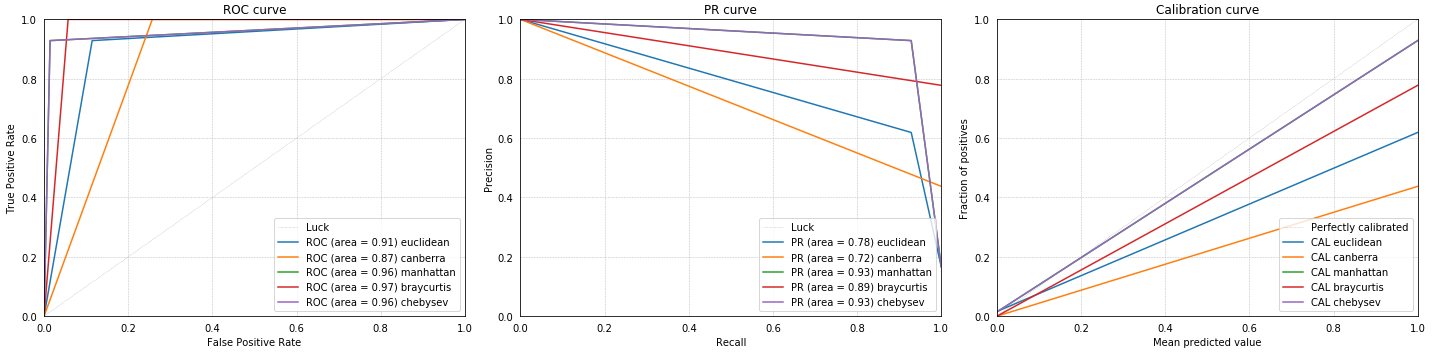 ROC curve
1.0
0.8
0.6
0.4
0.2
0.0
True Positive Rate
Luck
ROC (area = 0.91) euclidean
ROC (area = 0.87) canberra
ROC (area = 0.96) manhattan
ROC (area = 0.97) braycurtis
ROC (area = 0.96) chebysev
0.0 0.2 0.4 0.6 0.8 1.0
False Positive Rate
PR curve
1.0
0.8
0.6
0.4
0.2
0.0
Precision
Luck
PR (area = 0.78) euclidean
PR (area = 0.72) canberra
PR (area = 0.93) manhattan
PR (area = 0.89) braycurtis
PR (area = 0.93) chebysev
0.0 0.2 0.4 0.6 0.8 1.0
Recall
Calibration curve
1.0
0.8
0.6
0.4
0.2
0.0
Fraction of positives
Perfectly calibrated
CAL euclidean
CAL canberra
CAL manhattan
CAL braycurtis
CAL chebysev
0.0 0.2 0.4 0.6 0.8 1.0
Mean predicted value